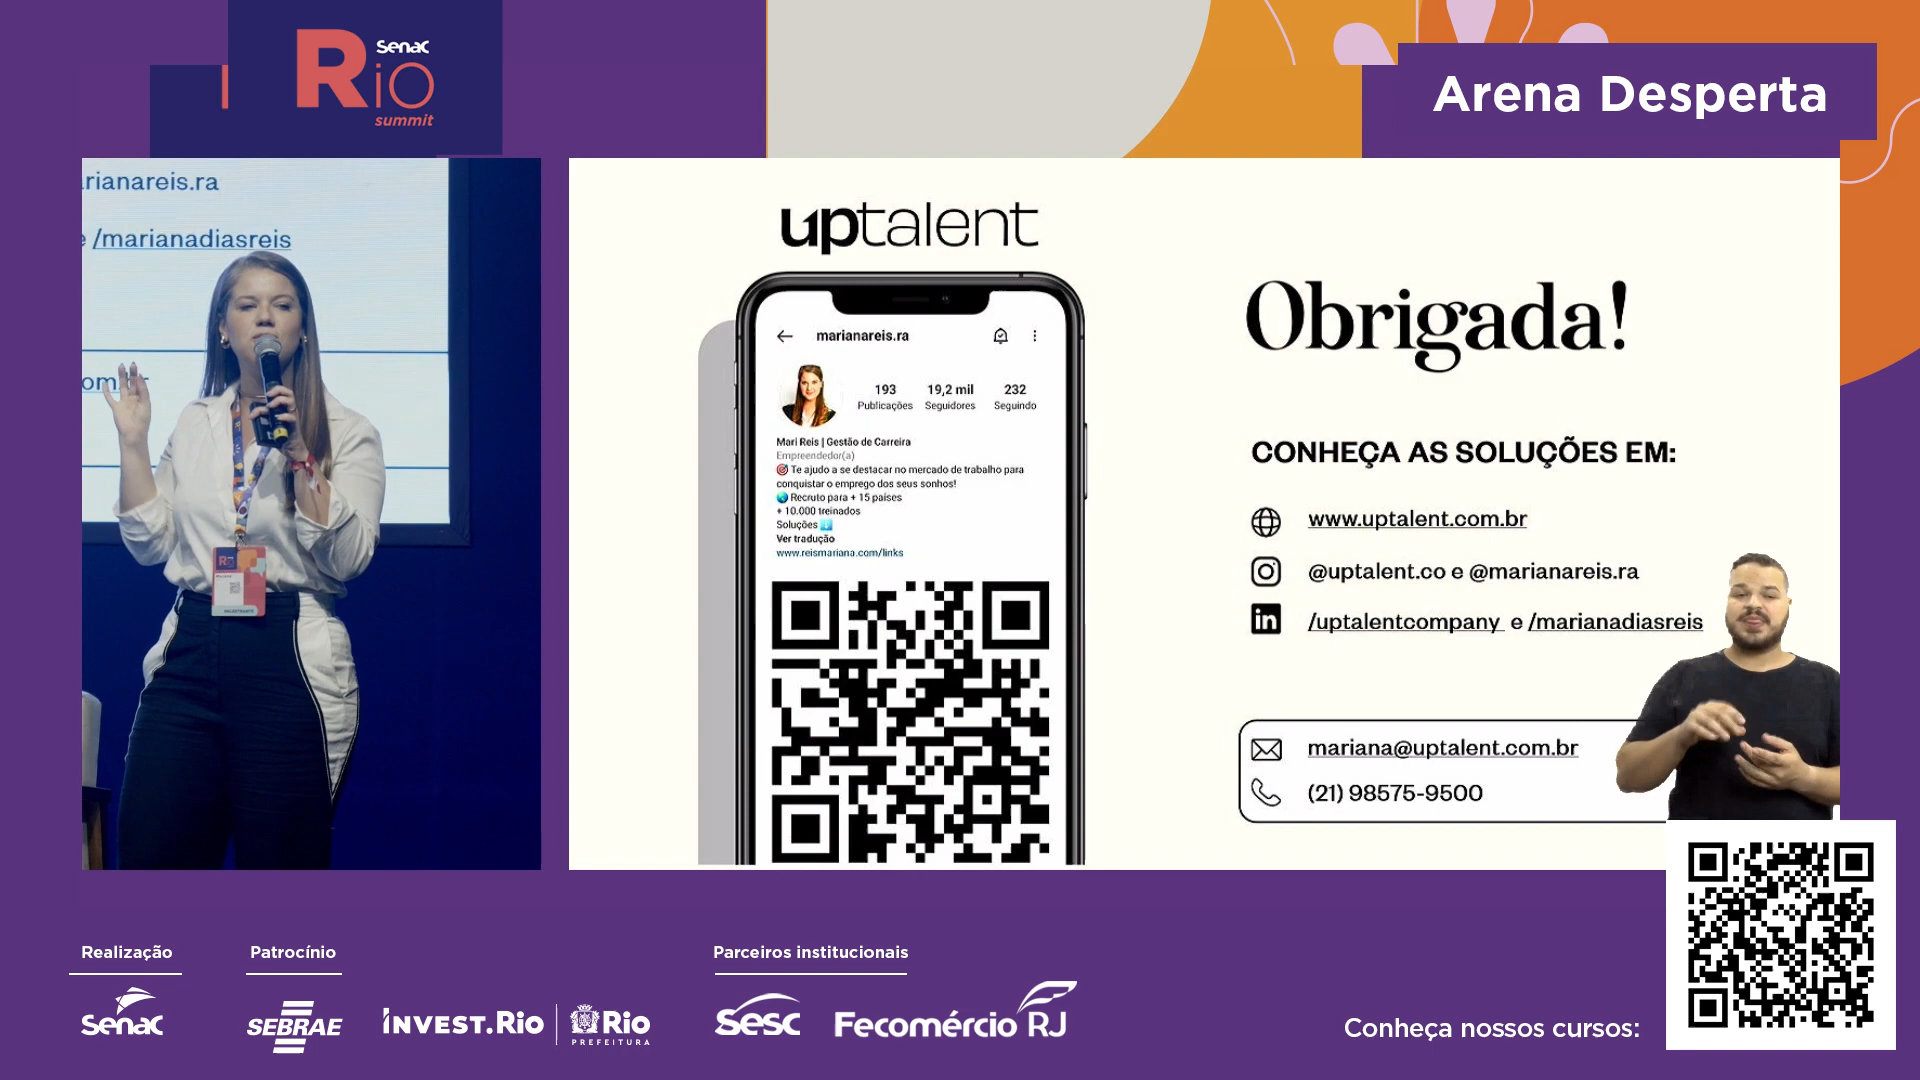 Senac
Rio
summit
Arena Desperta
rianareis.ra
e /marianadiasreis
om.br
uptalent
marianareis.ra
193
19,2 mil
232
Publicações
Seguidores
Seguindo
Mari Reis | Gestão de Carreira
Empreendedor(a)
🎯 Te ajudo a se destacar no mercado de trabalho para
conquistar o emprego dos seus sonhos!
🌎 Recruto para + 15 países
+ 10.000 treinados
Soluções ⬇️
Ver tradução
www.reismariana.com/links
Obrigada!
CONHEÇA AS SOLUÇÕES EM:
www.uptalent.com.br
@uptalent.co e @marianareis.ra
/uptalentcompany e /marianadiasreis
mariana@uptalent.com.br
(21) 98575-9500
Realização
Patrocínio
Parceiros institucionais
Senac
SEBRAE
INVEST.Rio
Rio
PREFEITURA
Sesc
Fecomércio RJ
Conheça nossos cursos: